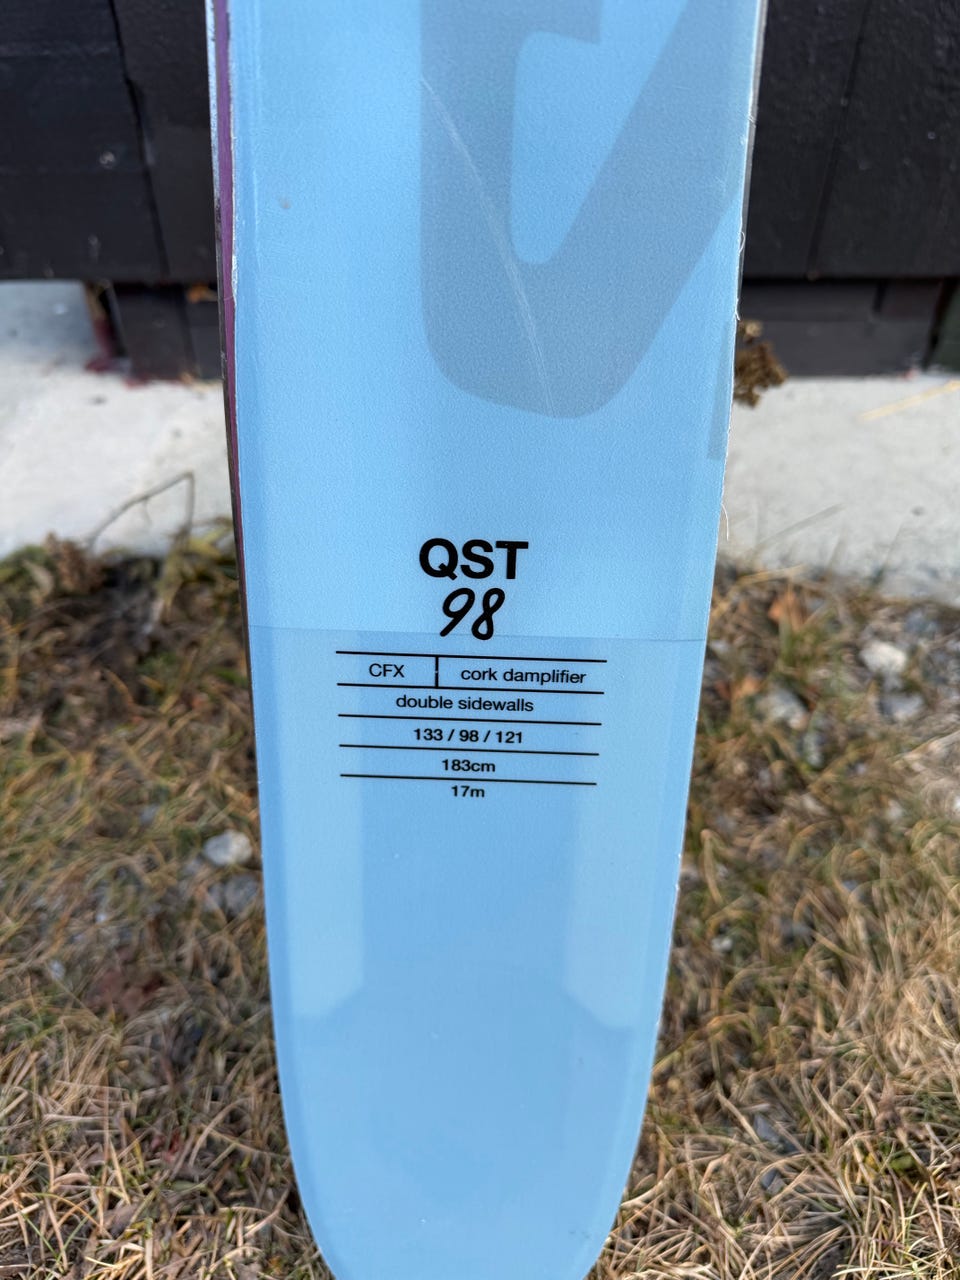 QST
98
CFX cork damplifier
double sidewalls
133 / 98 / 121
183cm
17m